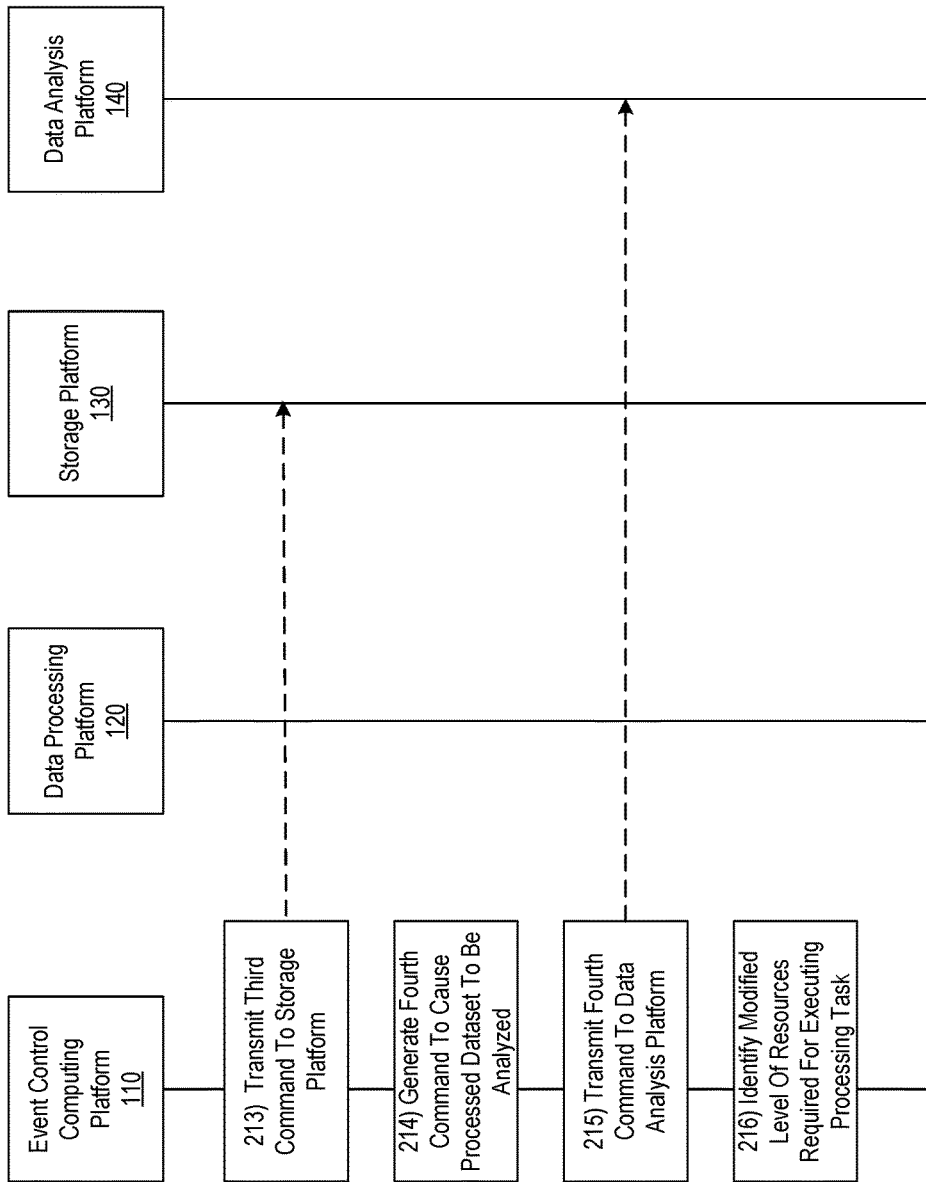 Event Control
Computing
Platform
110
Data Processing
Platform
120
Storage Platform
130
Data Analysis
Platform
140
213) Transmit Third
Command To Storage
Platform
214) Generate Fourth
Command To Cause
Processed Dataset To Be
Analyzed
215) Transmit Fourth
Command To Data
Analysis Platform
216) Identify Modified
Level Of Resources
Required For Executing
Processing Task